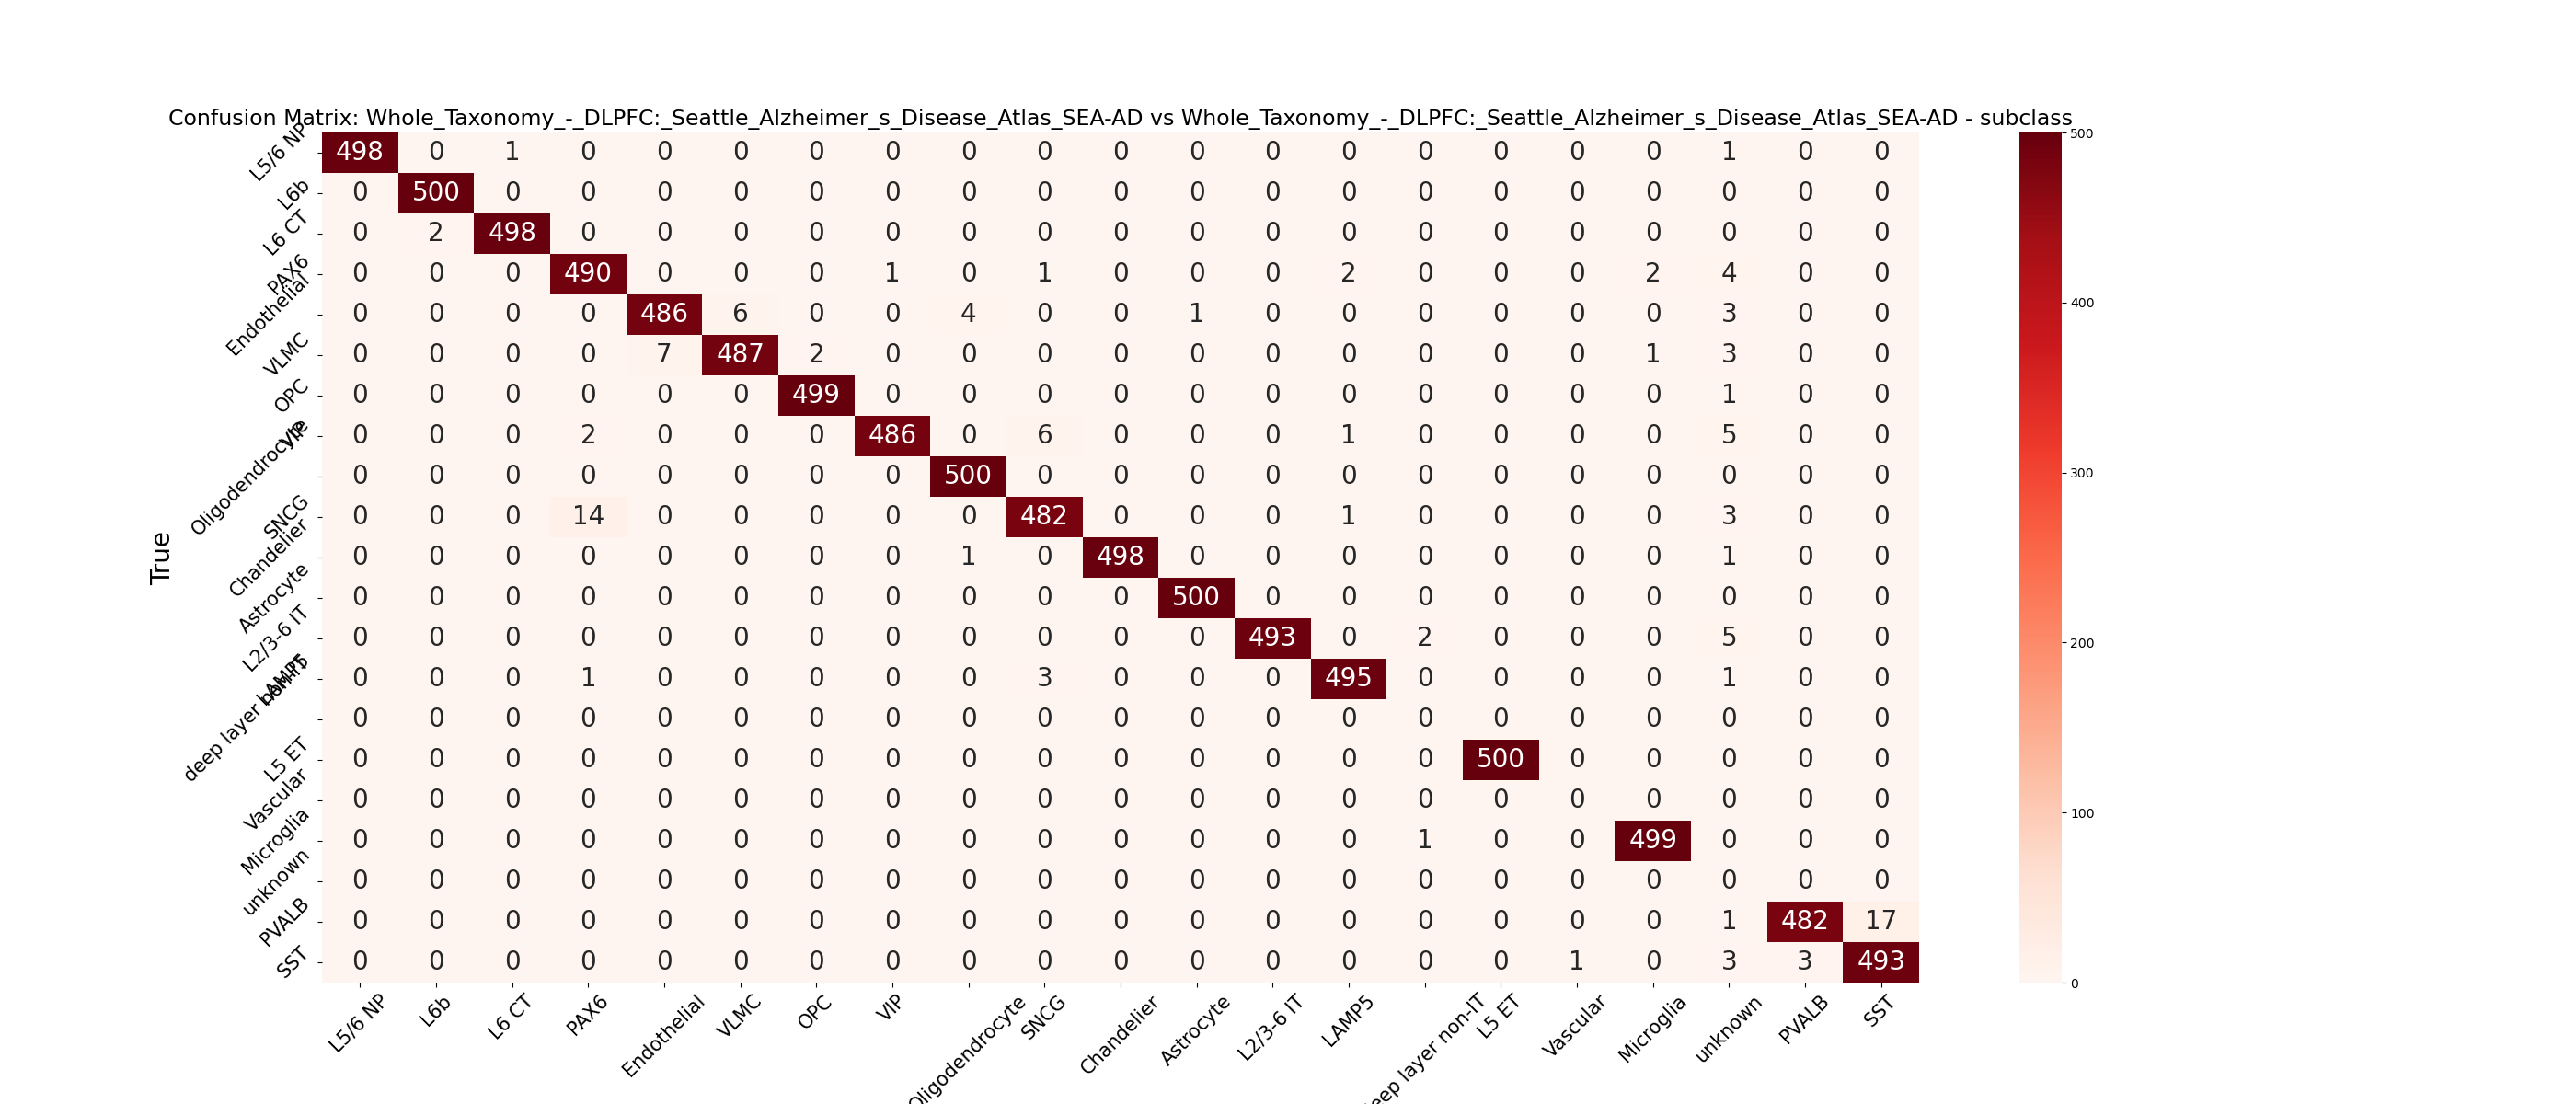 Confusion Matrix: Whole_Taxonomy_-_DLPFC:_Seattle_Alzheimer_s_Disease_Atlas_SEA-AD vs Whole_Taxonomy_-_DLPFC:_Seattle_Alzheimer_s_Disease_Atlas_SEA-AD - subclass
True
L5/6 NP 498 0 1 0 0 0 0 0 0 0 0 0 0 0 0 0 0 0 1 0 0
L6b 0 500 0 0 0 0 0 0 0 0 0 0 0 0 0 0 0 0 0 0 0
L6 CT 0 2 498 0 0 0 0 0 0 0 0 0 0 0 0 0 0 0 0 0 0
PAX6 0 0 0 490 0 0 0 1 0 1 0 0 0 2 0 0 0 2 4 0 0
Endothelial 0 0 0 0 486 6 0 0 4 0 0 1 0 0 0 0 0 0 3 0 0
VLMC 0 0 0 0 7 487 2 0 0 0 0 0 0 0 0 0 0 1 3 0 0
OPC 0 0 0 0 0 0 499 0 0 0 0 0 0 0 0 0 0 0 1 0 0
VIP 0 0 0 2 0 0 0 486 0 6 0 0 0 1 0 0 0 0 5 0 0
Oligodendrocyte 0 0 0 0 0 0 0 0 500 0 0 0 0 0 0 0 0 0 0 0 0
SNCG 0 0 0 14 0 0 0 0 0 482 0 0 0 1 0 0 0 0 3 0 0
Chandelier 0 0 0 0 0 0 0 0 1 0 498 0 0 0 0 0 0 0 1 0 0
Astrocyte 0 0 0 0 0 0 0 0 0 0 0 500 0 0 0 0 0 0 0 0 0
L2/3-6 IT 0 0 0 0 0 0 0 0 0 0 0 0 493 0 2 0 0 0 5 0 0
LAMP5 0 0 0 1 0 0 0 0 0 3 0 0 0 495 0 0 0 0 1 0 0
deep layer non-IT 0 0 0 0 0 0 0 0 0 0 0 0 0 0 0 0 0 0 0 0 0
L5 ET 0 0 0 0 0 0 0 0 0 0 0 0 0 0 0 500 0 0 0 0 0
Vascular 0 0 0 0 0 0 0 0 0 0 0 0 0 0 0 0 0 0 0 0 0
Microglia 0 0 0 0 0 0 0 0 0 0 0 0 0 0 1 0 0 499 0 0 0
unknown 0 0 0 0 0 0 0 0 0 0 0 0 0 0 0 0 0 0 0 0 0
PVALB 0 0 0 0 0 0 0 0 0 0 0 0 0 0 0 0 0 0 1 482 17
SST 0 0 0 0 0 0 0 0 0 0 0 0 0 0 0 0 1 0 3 3 493
L5/6 NP L6b L6 CT PAX6 Endothelial VLMC OPC VIP Oligodendrocyte SNCG Chandelier Astrocyte L2/3-6 IT LAMP5 deep layer non-IT L5 ET Vascular Microglia unknown PVALB SST
500
400
300
200
100
0